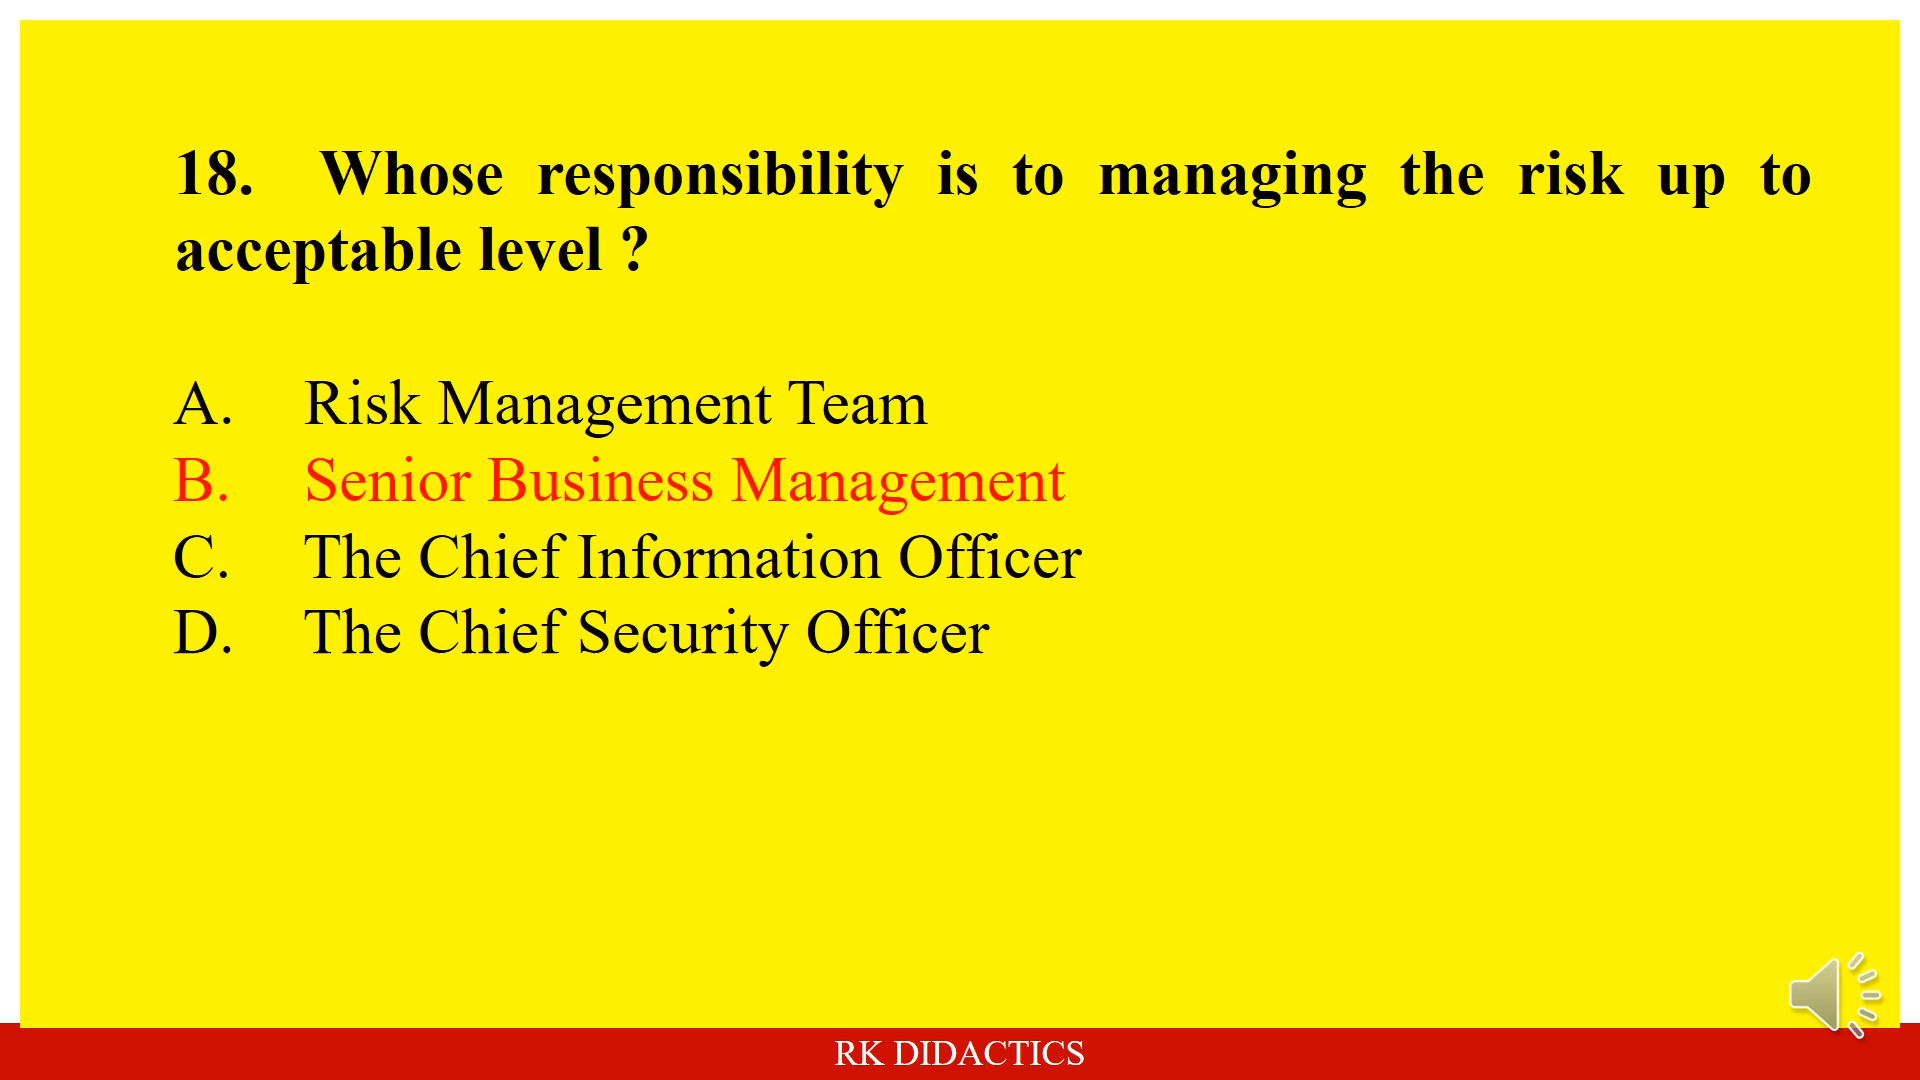 18. Whose responsibility is to managing the risk up to
acceptable level ?
A. Risk Management Team
B. Senior Business Management
C. The Chief Information Officer
D. The Chief Security Officer
RK DIDACTICS